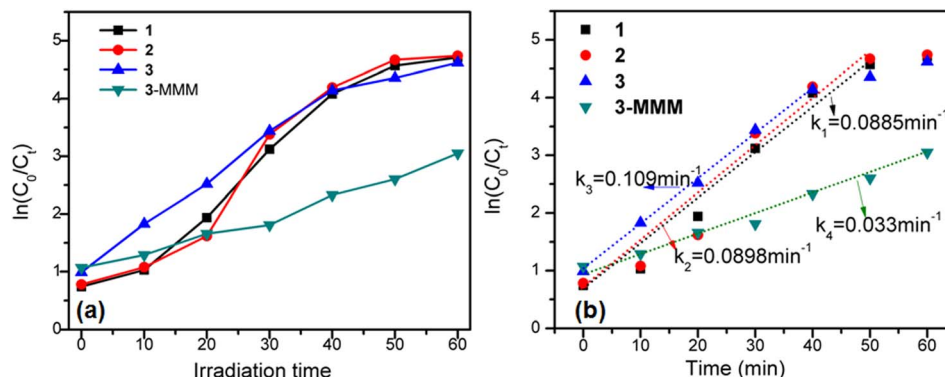 1
2
3
3-MMM
ln(C₀/Cₜ)
5
4
3
2
1
0
(a)
0 10 20 30 40 50 60
Irradiation time
1
2
3
3-MMM
ln(C₀/Cₜ)
5
4
3
2
1
0
k₁=0.0885min⁻¹
k₃=0.109min⁻¹
k₄=0.033min⁻¹
k₂=0.0898min⁻¹
(b)
0 10 20 30 40 50 60
Time (min)